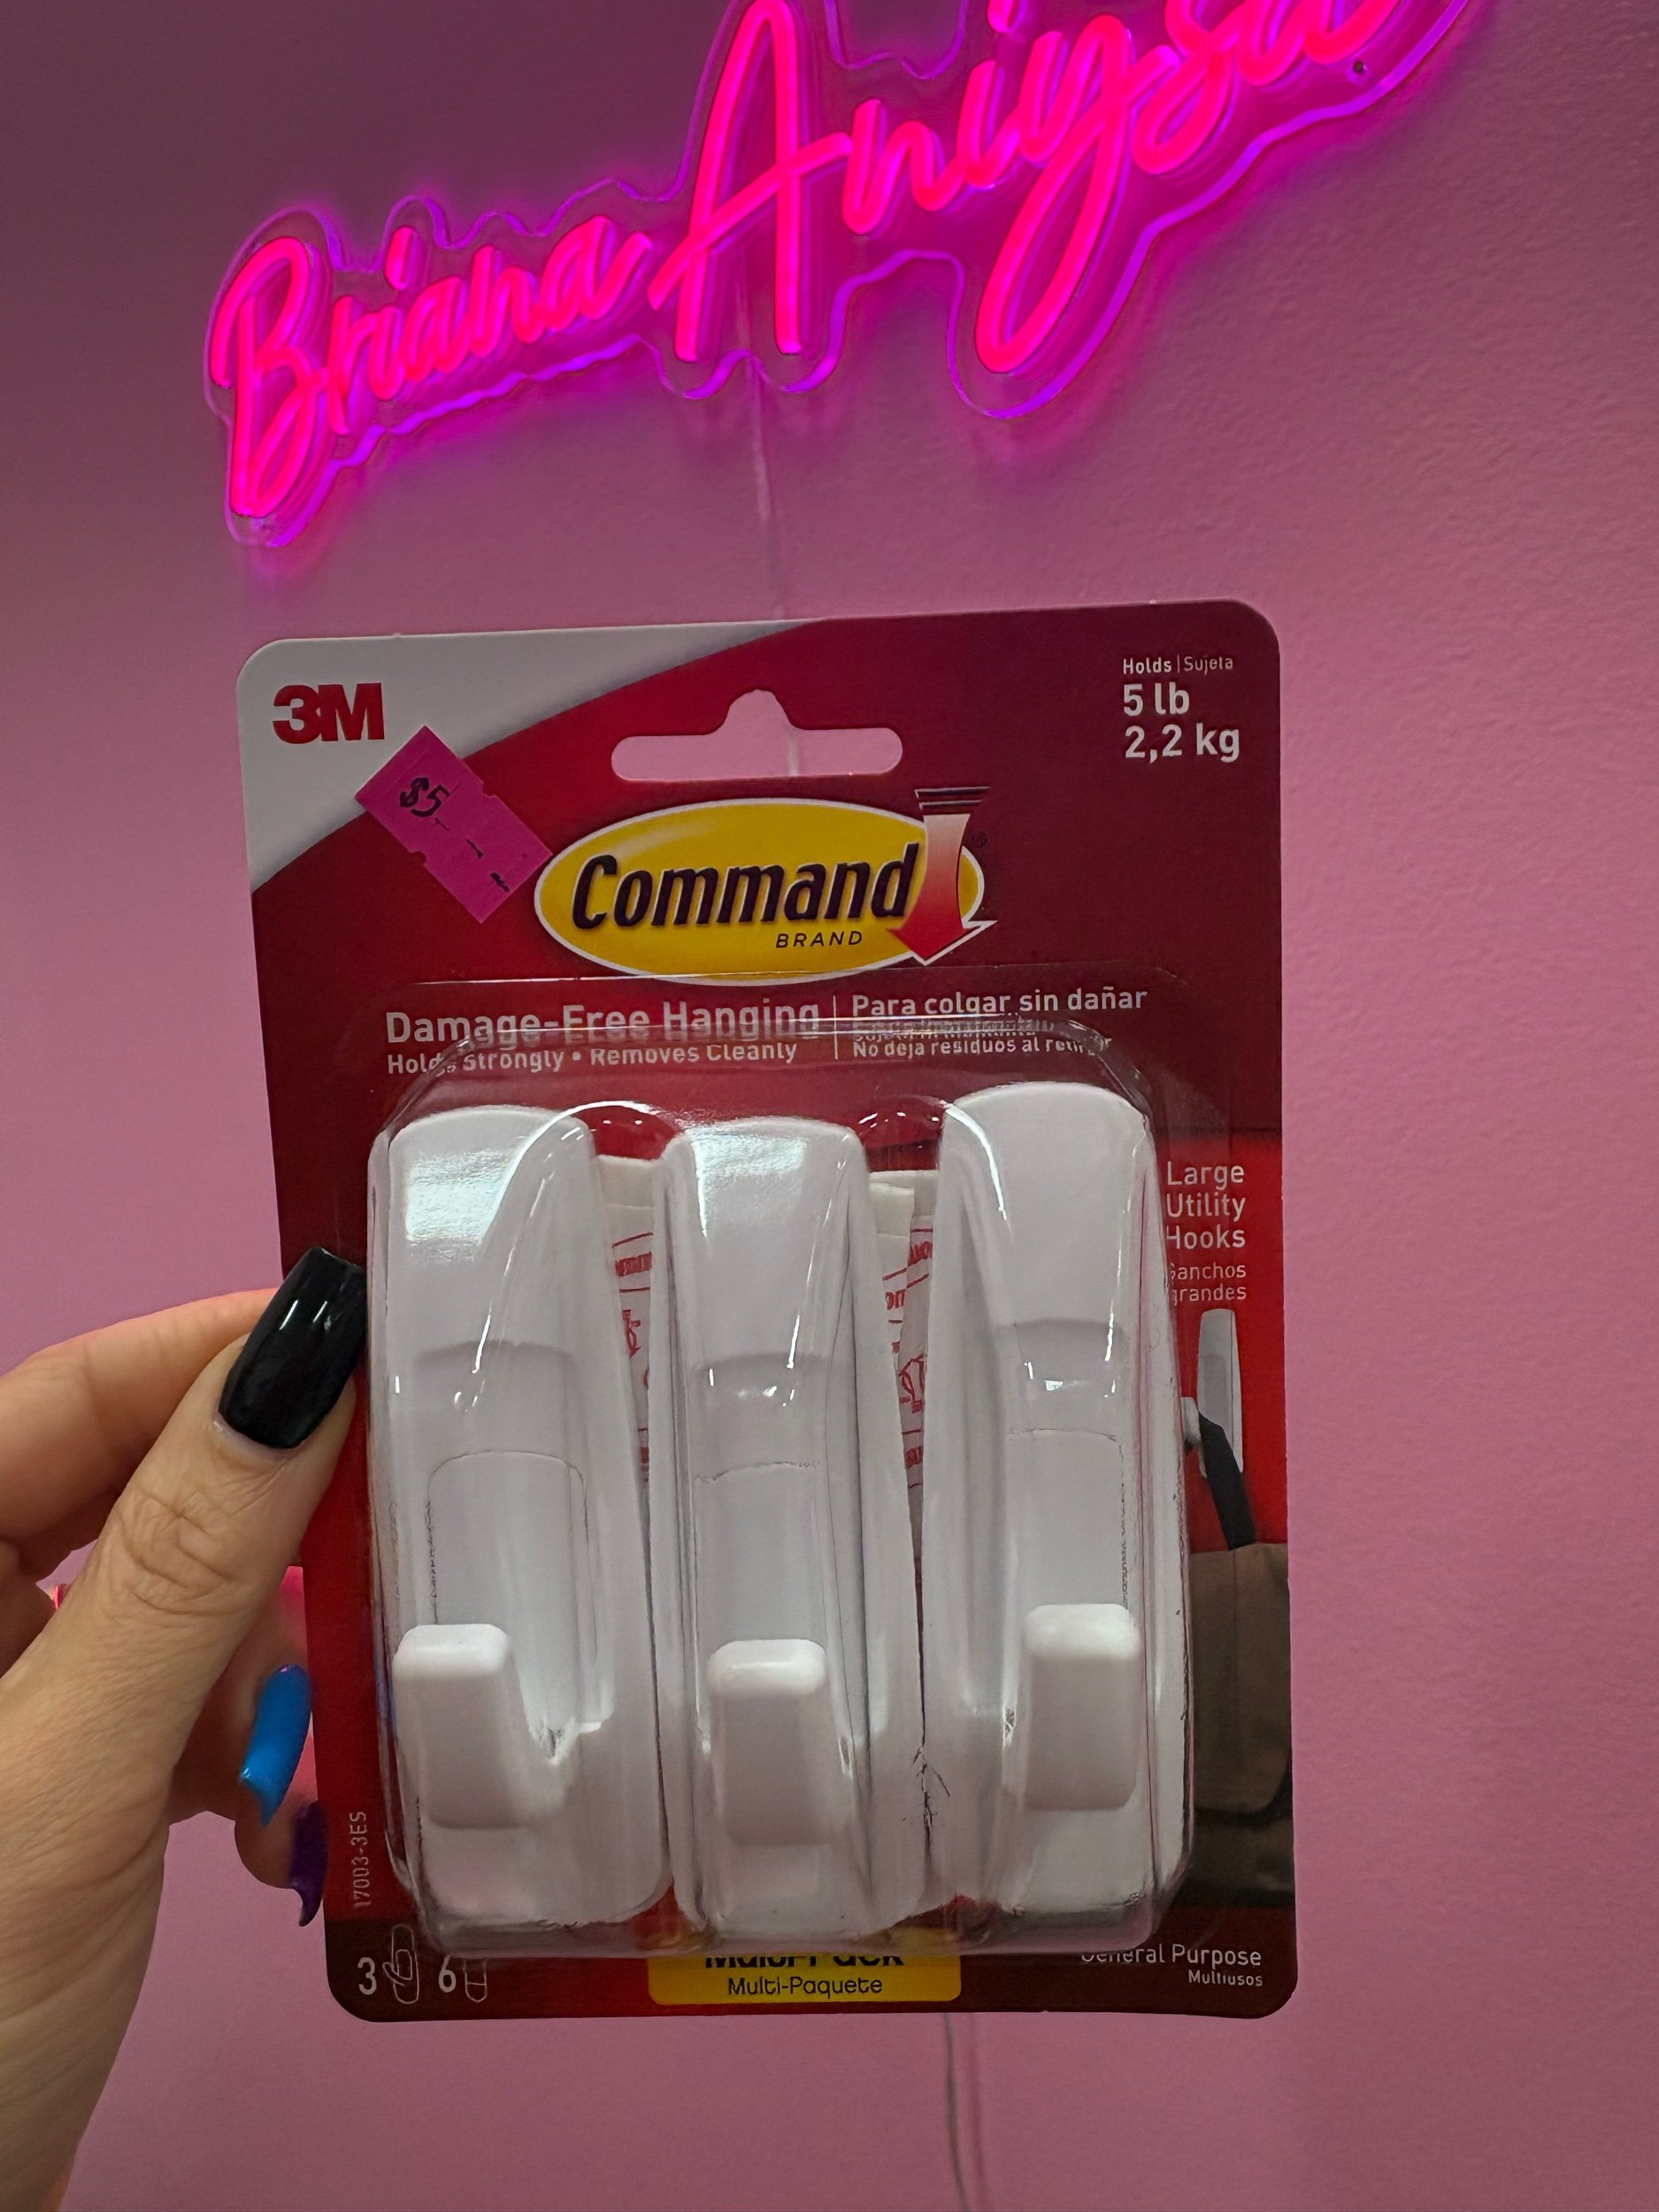 Briana Aniysa
3M
Holds | Sujeta
5 lb
2,2 kg
$5
Command
BRAND
Damage-Free Hanging
Holds Strongly • Removes Cleanly
Para colgar sin dañar
No deja residuos al retirar
Large
Utility
Hooks
Ganchos
grandes
17003-3ES
3 6
Multi-Pack
Multi-Paquete
General Purpose
Multiusos